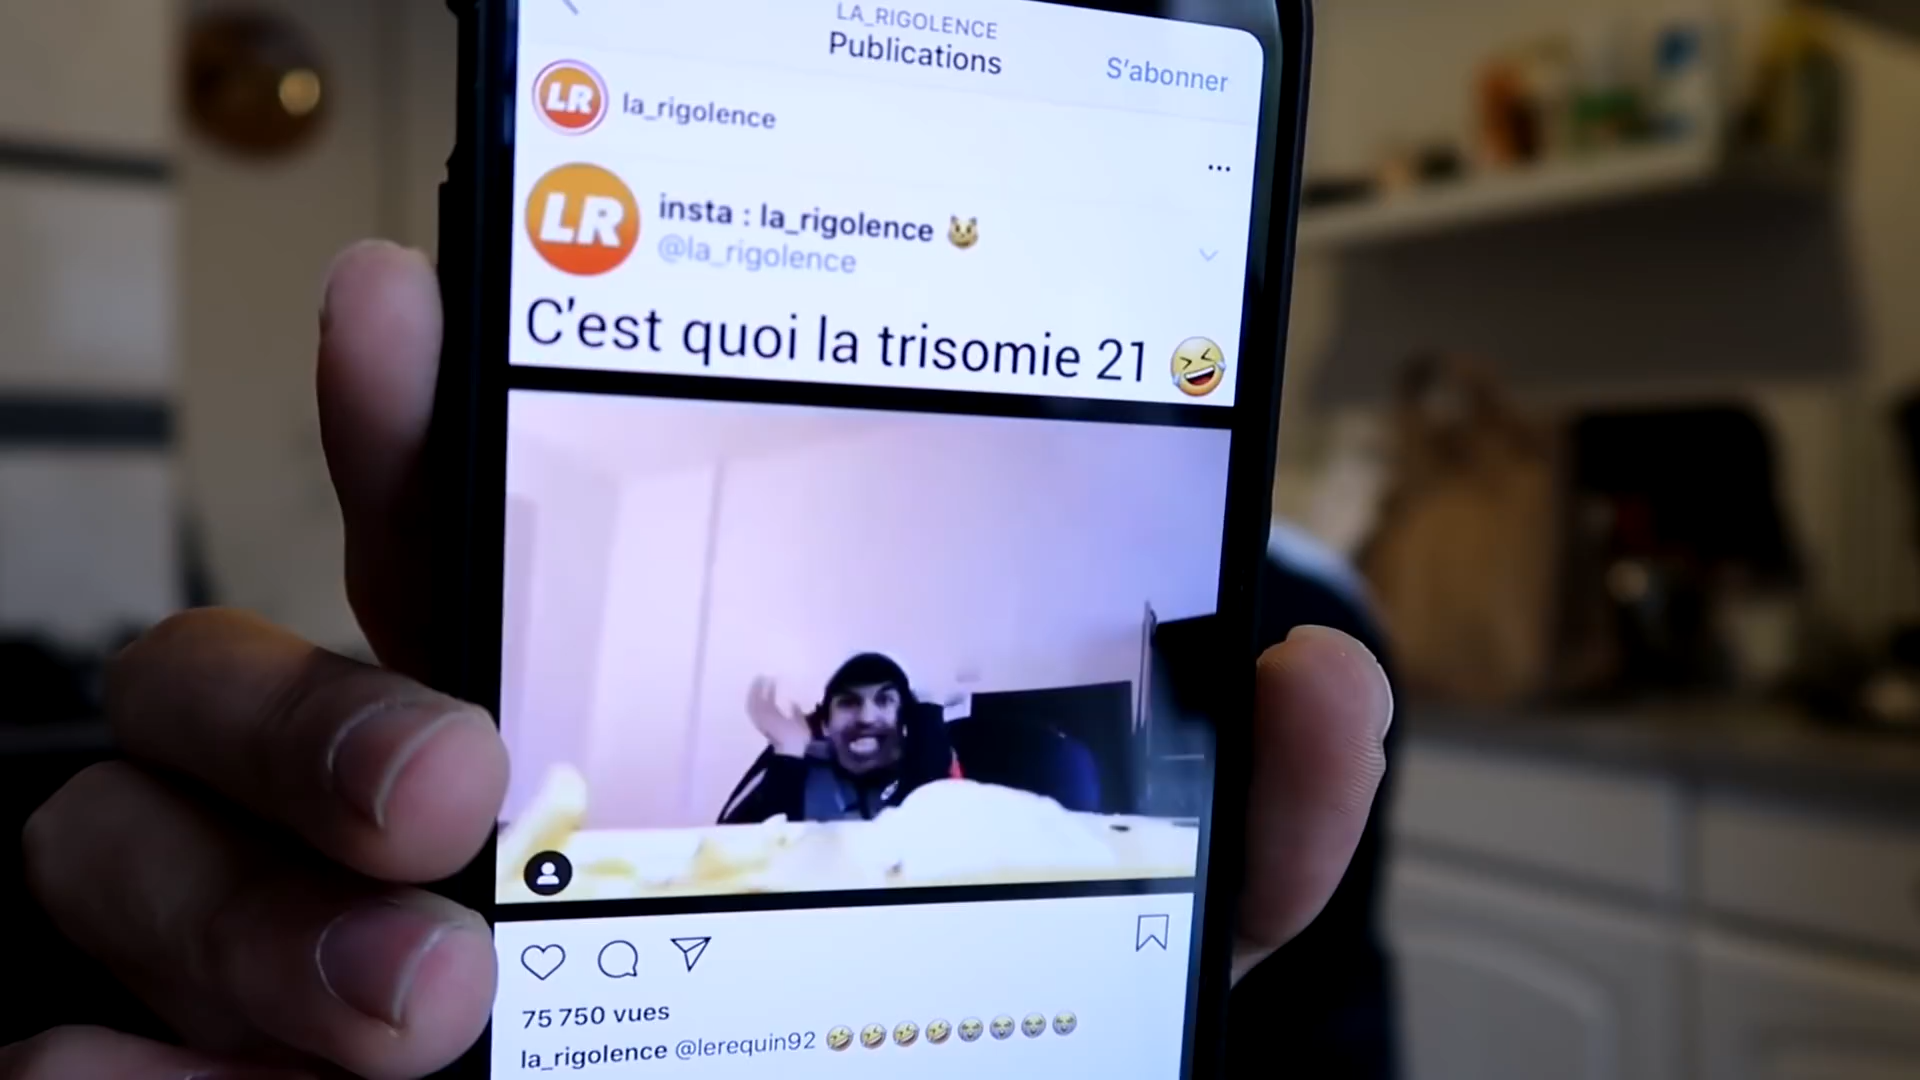 LA_RIGOLENCE
Publications
S'abonner
LR
la_rigolence
LR
insta : la_rigolence 😼
@la_rigolence
C'est quoi la trisomie 21 😆
75 750 vues
la_rigolence @lerequin92 🤣🤣🤣🤣😭😭😭😭